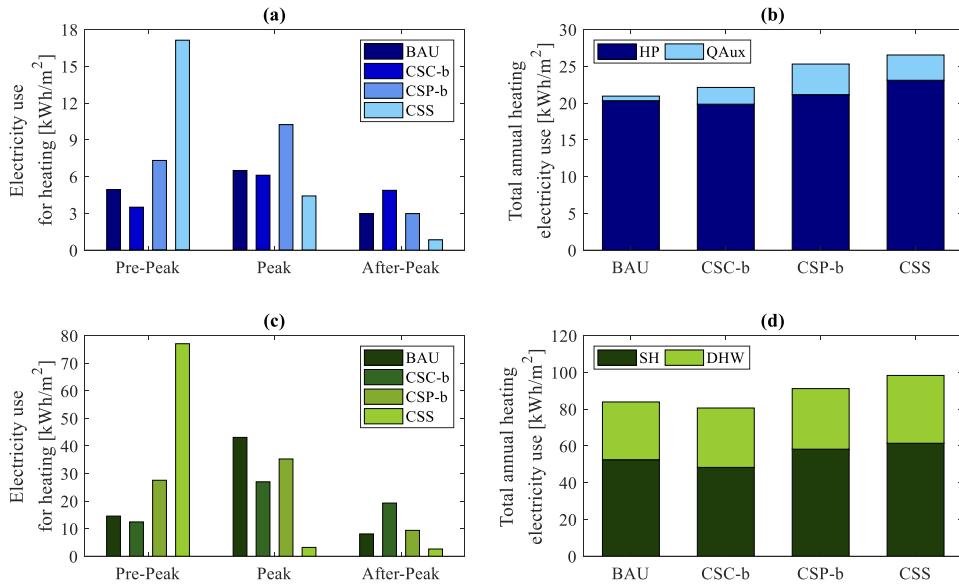 (a)
Electricity use
for heating [kWh/m²]
18
15
12
9
6
3
0
BAU
CSC-b
CSP-b
CSS
Pre-Peak Peak After-Peak
(b)
Total annual heating
electricity use [kWh/m²]
30
25
20
15
10
5
0
HP QAux
BAU CSC-b CSP-b CSS
(c)
Electricity use
for heating [kWh/m²]
80
70
60
50
40
30
20
10
0
BAU
CSC-b
CSP-b
CSS
Pre-Peak Peak After-Peak
(d)
Total annual heating
electricity use [kWh/m²]
120
100
80
60
40
20
0
SH DHW
BAU CSC-b CSP-b CSS